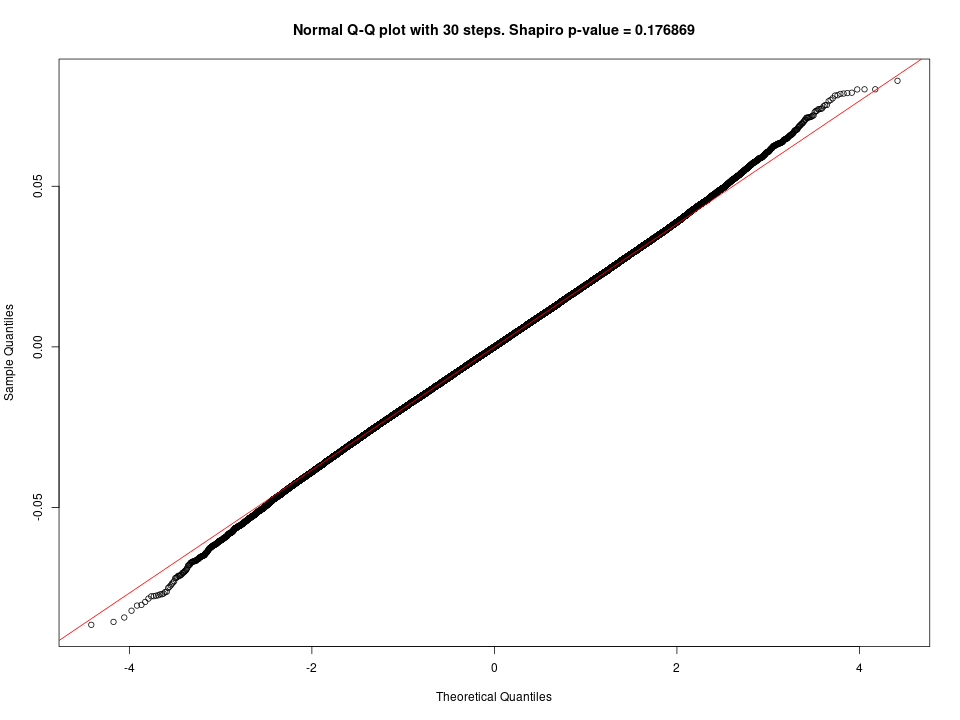 Normal Q-Q plot with 30 steps. Shapiro p-value = 0.176869
0.05
0.00
-0.05
Sample Quantiles
-4 -2 0 2 4
Theoretical Quantiles